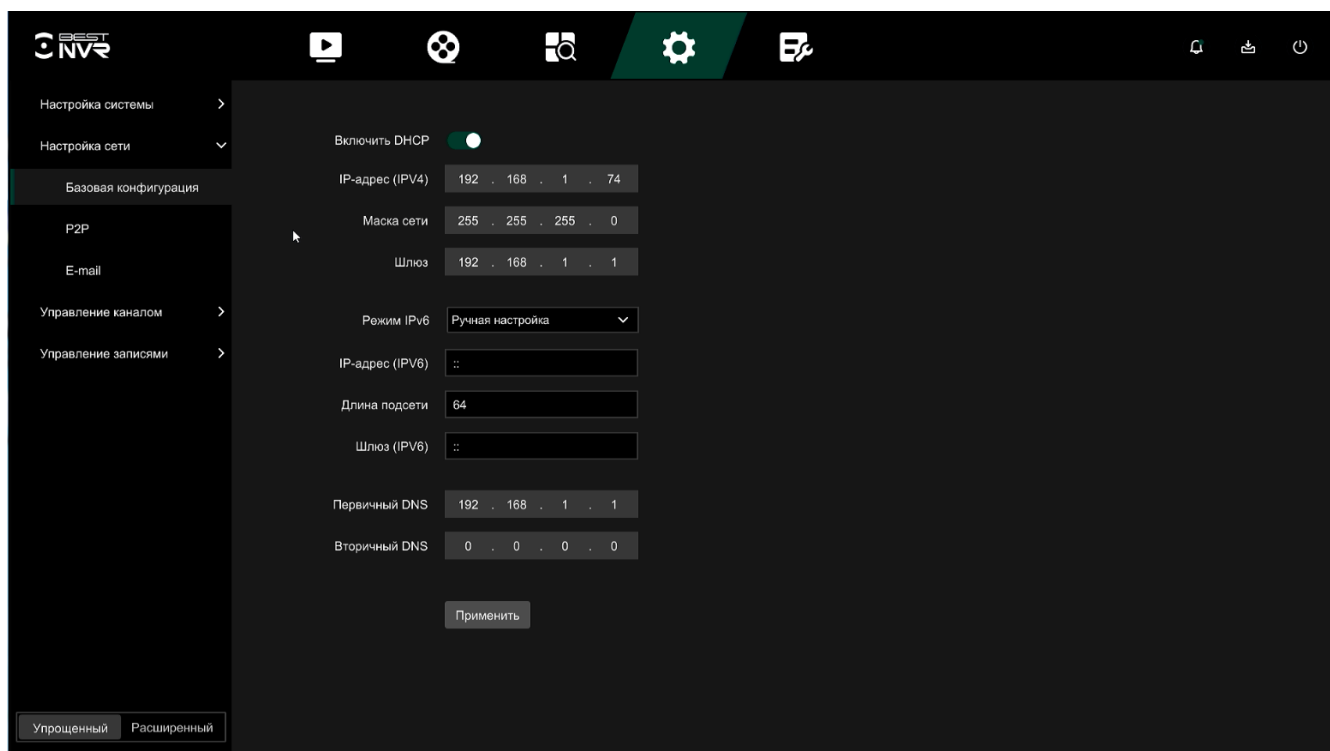 BEST
NVR
Настройка системы
Настройка сети
Базовая конфигурация
P2P
E-mail
Управление каналом
Управление записями
Включить DHCP
IP-адрес (IPV4) 192 . 168 . 1 . 74
Маска сети 255 . 255 . 255 . 0
Шлюз 192 . 168 . 1 . 1
Режим IPv6 Ручная настройка
IP-адрес (IPV6) ::
Длина подсети 64
Шлюз (IPV6) ::
Первичный DNS 192 . 168 . 1 . 1
Вторичный DNS 0 . 0 . 0 . 0
Применить
Упрощенный Расширенный